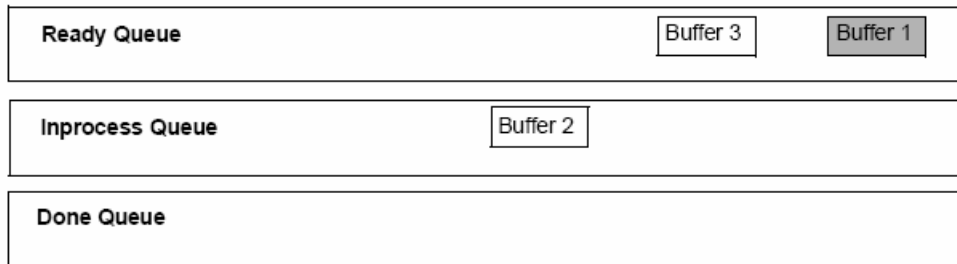 Ready Queue Buffer 3 Buffer 1
Inprocess Queue Buffer 2
Done Queue